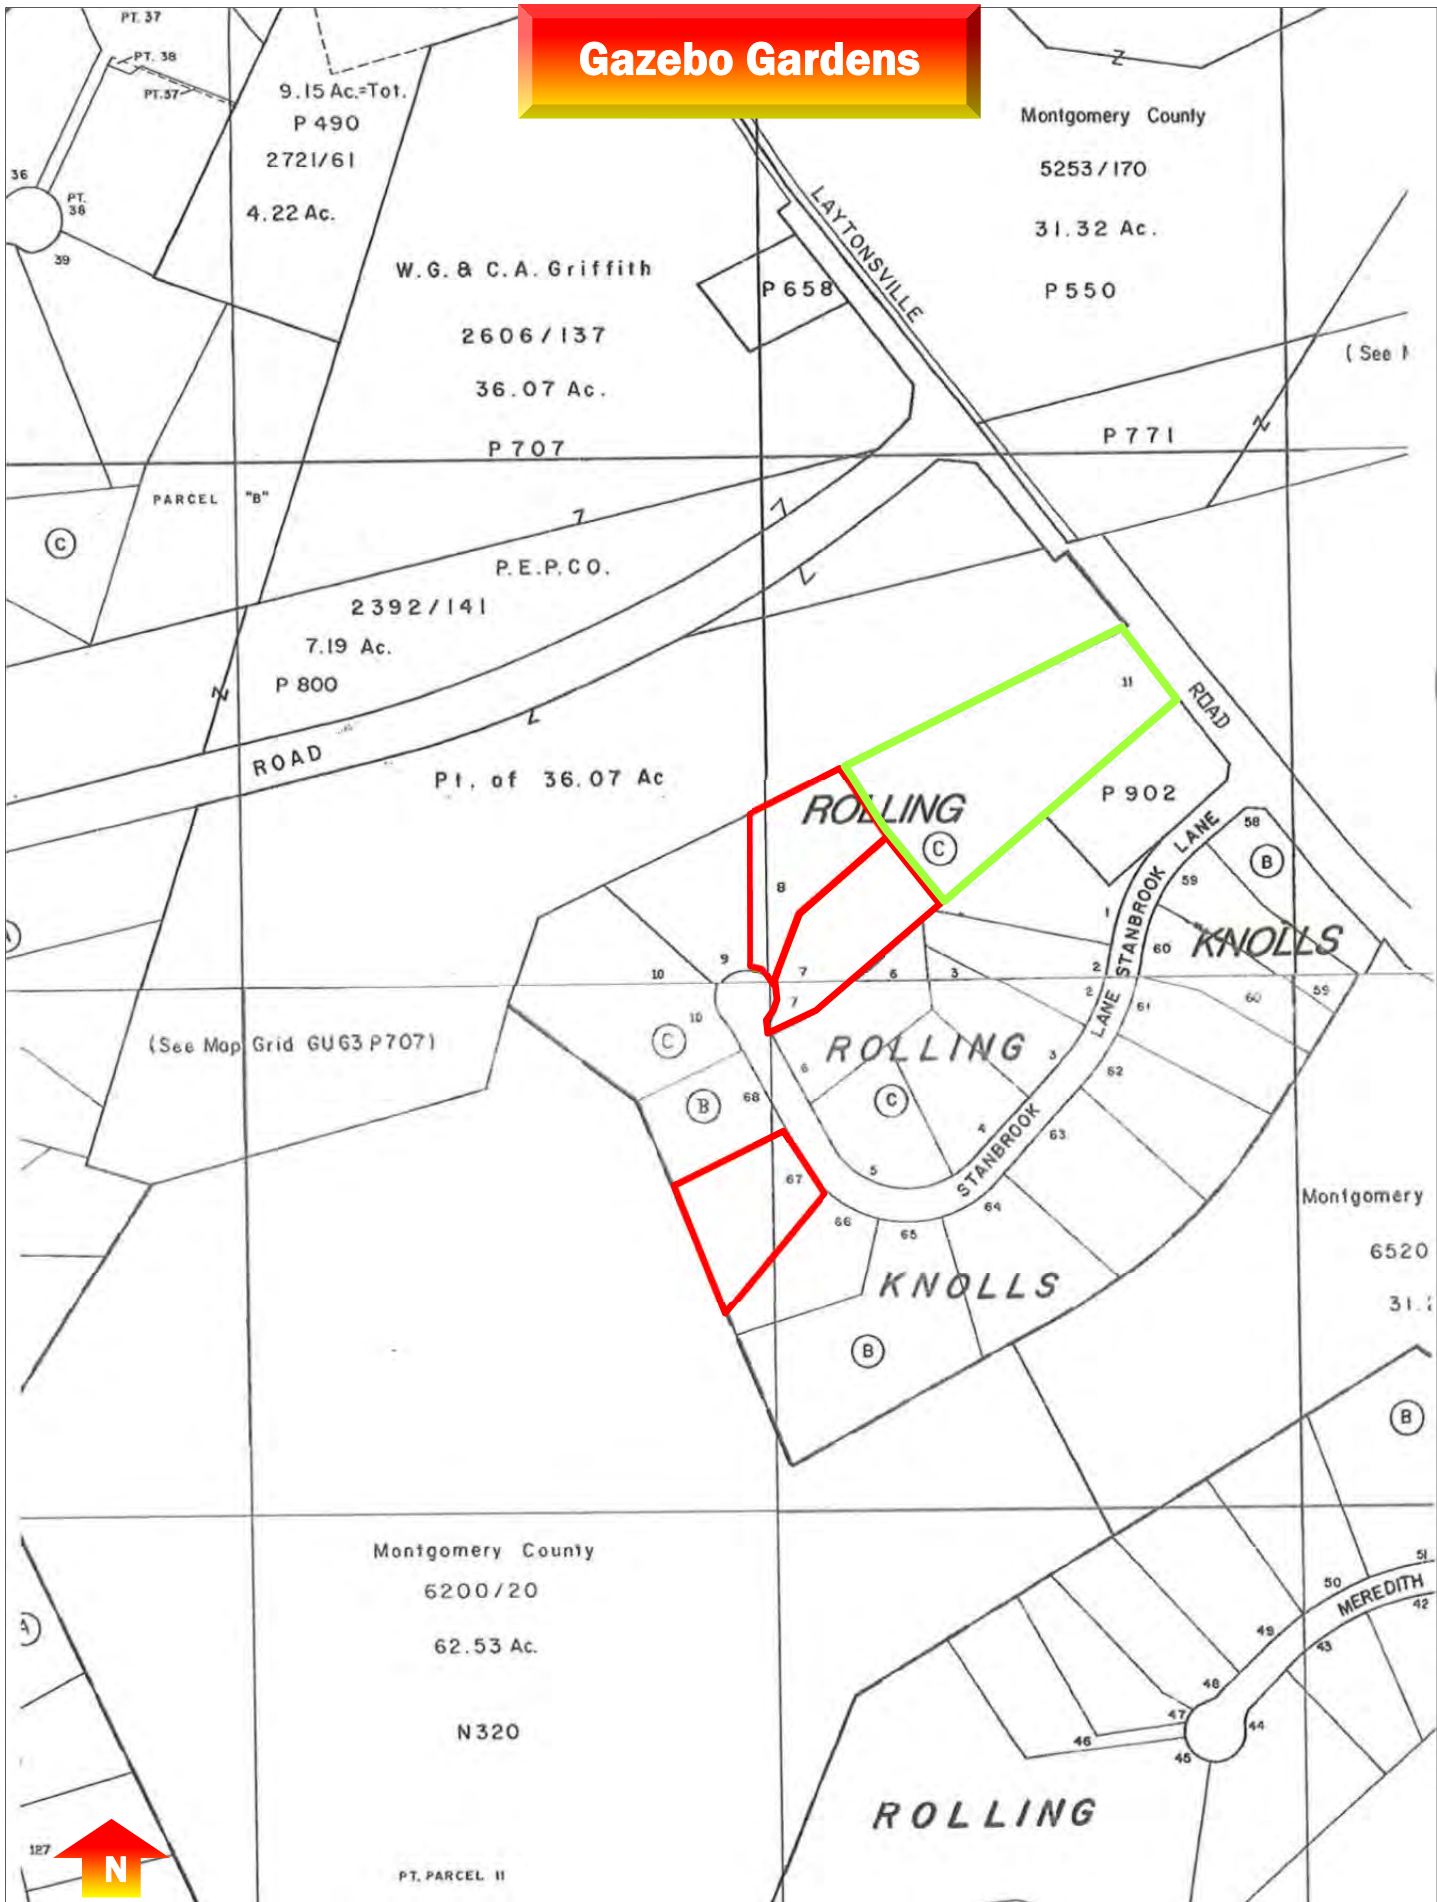 Gazebo Gardens
PT. 37
PT. 38
PT.37
9.15 Ac.=Tot.
P 490
2721/61
4.22 Ac.
36
PT.
38
39
Montgomery County
5253/170
31.32 Ac.
P 550
LAYTONSVILLE
W.G. & C.A. Griffith
2606/137
36.07 Ac.
P 707
P 658
(See
P 771
PARCEL "B"
C
P.E.P.CO.
2392/141
7.19 Ac.
P 800
ROAD
Pt. of 36.07 Ac
11
ROAD
P 902
ROLLING
C
STANBROOK LANE
58
B
59
8
1
60
KNOLLS
9
10
7
6
3
2
2
60
59
7
61
10
C
(See Map Grid GU63 P707)
ROLLING
LANE
3
6
62
B
68
C
4
63
STANBROOK
5
67
66
65
64
KNOLLS
B
Montgomery
6520
31.
B
Montgomery County
6200/20
62.53 Ac.
N320
A
51
50
MEREDITH
42
49
43
48
47
44
46
45
ROLLING
127
N
PT. PARCEL 11